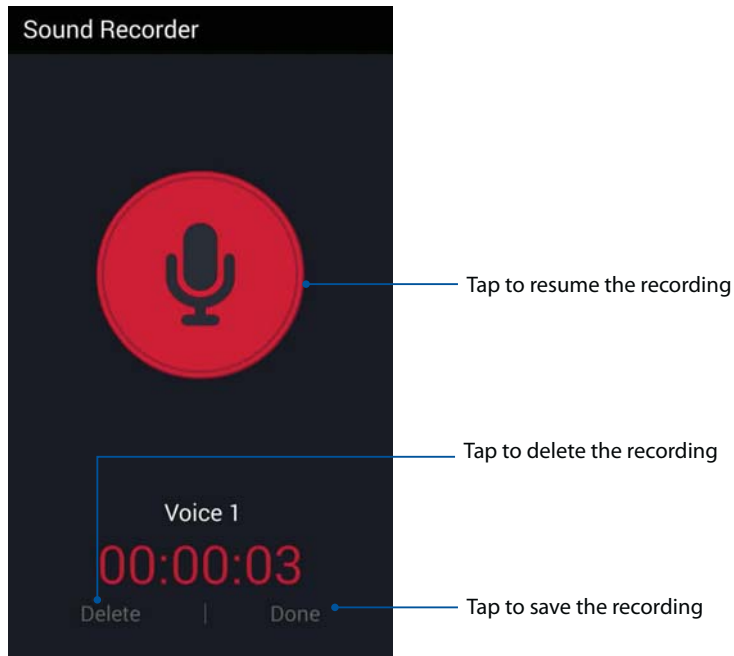 Sound Recorder
Tap to resume the recording
Tap to delete the recording
Voice 1
00:00:03
Delete | Done
Tap to save the recording